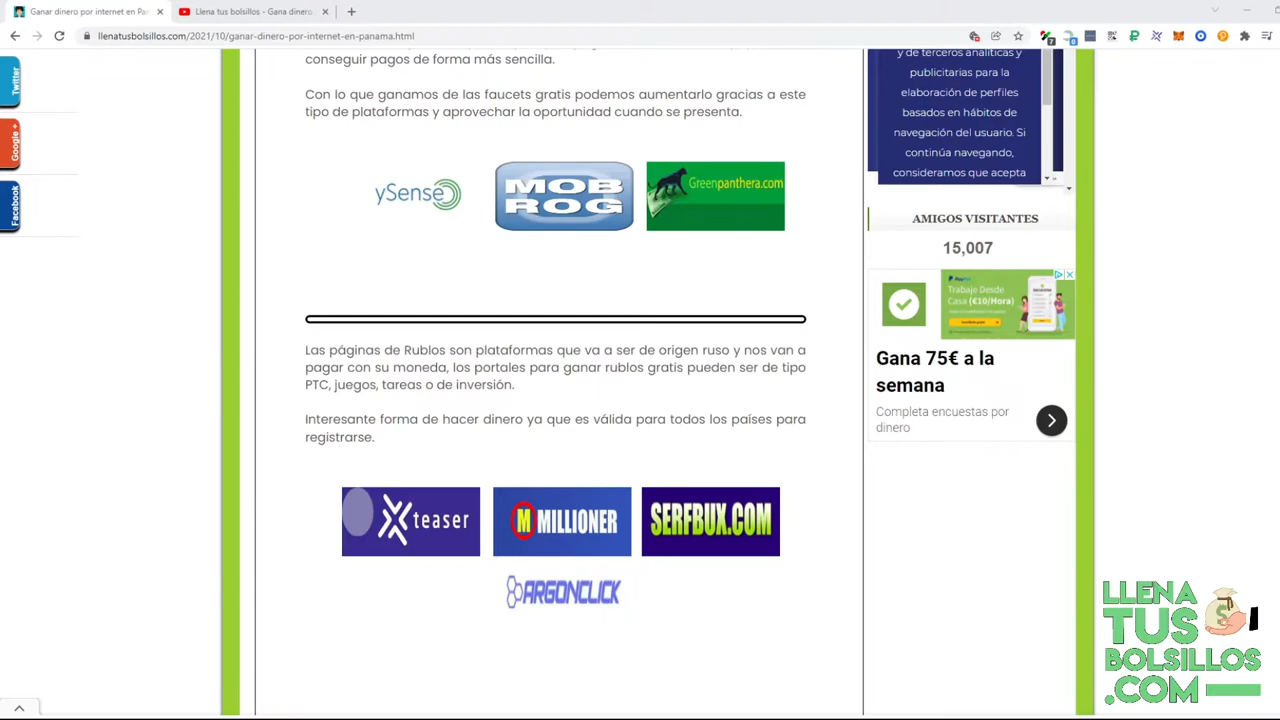 Ganar dinero por internet en Pan
Llena tus bolsillos - Gana dinero
llenatusbolsillos.com/2021/10/ganar-dinero-por-internet-en-panama.html
Twitter
Google +
Facebook
conseguir pagos de forma más sencilla.
Con lo que ganamos de las faucets gratis podemos aumentarlo gracias a este
tipo de plataformas y aprovechar la oportunidad cuando se presenta.
ySense
MOB
ROG
Greenpanthera.com
Las páginas de Rublos son plataformas que va a ser de origen ruso y nos van a
pagar con su moneda, los portales para ganar rublos gratis pueden ser de tipo
PTC, juegos, tareas o de inversión.
Interesante forma de hacer dinero ya que es válida para todos los países para
registrarse.
teaser
M MILLIONER
SERFBUX.COM
ARGONCLICK
y de terceros analíticas y
publicitarias para la
elaboración de perfiles
basados en hábitos de
navegación del usuario. Si
continúa navegando,
consideramos que acepta
AMIGOS VISITANTES
15,007
PayPal
Trabaje Desde
Casa (€10/Hora)
Gana 75€ a la
semana
Completa encuestas por
dinero
LLENA
TUS
BOLSILLOS
.COM